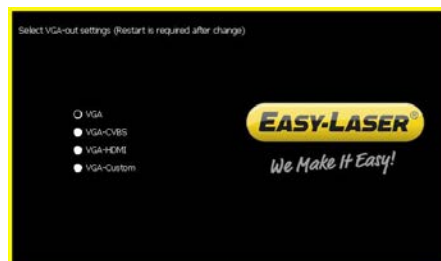 Select VGA-out settings (Restart is required after change)
VGA
VGA-CVBS
VGA-HDMI
VGA-Custom
EASY-LASER®
We Make It Easy!